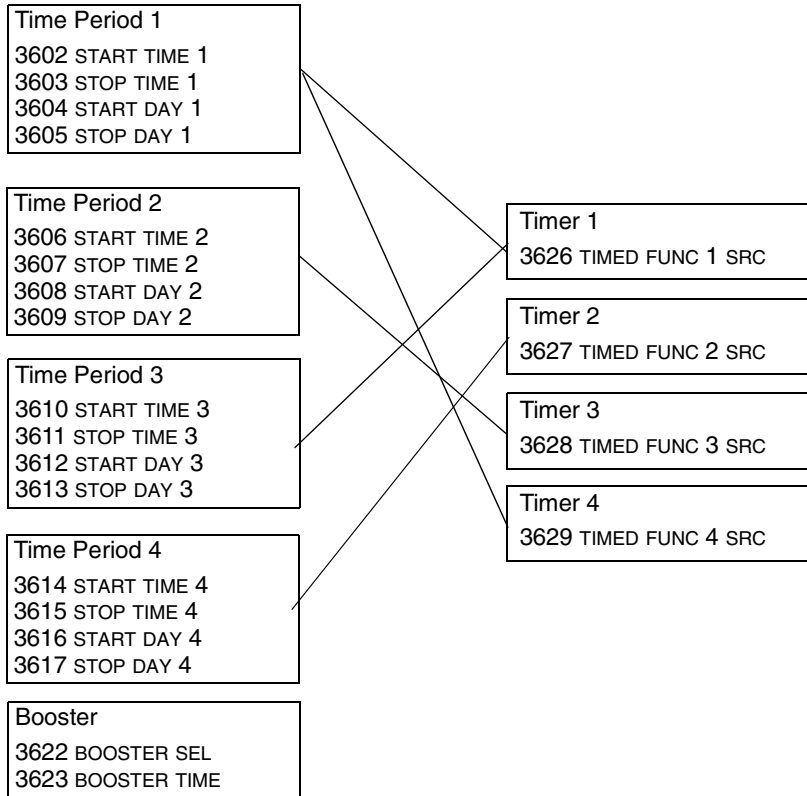 Time Period 1
3602 START TIME 1
3603 STOP TIME 1
3604 START DAY 1
3605 STOP DAY 1
Time Period 2
3606 START TIME 2
3607 STOP TIME 2
3608 START DAY 2
3609 STOP DAY 2
Time Period 3
3610 START TIME 3
3611 STOP TIME 3
3612 START DAY 3
3613 STOP DAY 3
Time Period 4
3614 START TIME 4
3615 STOP TIME 4
3616 START DAY 4
3617 STOP DAY 4
Booster
3622 BOOSTER SEL
3623 BOOSTER TIME
Timer 1
3626 TIMED FUNC 1 SRC
Timer 2
3627 TIMED FUNC 2 SRC
Timer 3
3628 TIMED FUNC 3 SRC
Timer 4
3629 TIMED FUNC 4 SRC